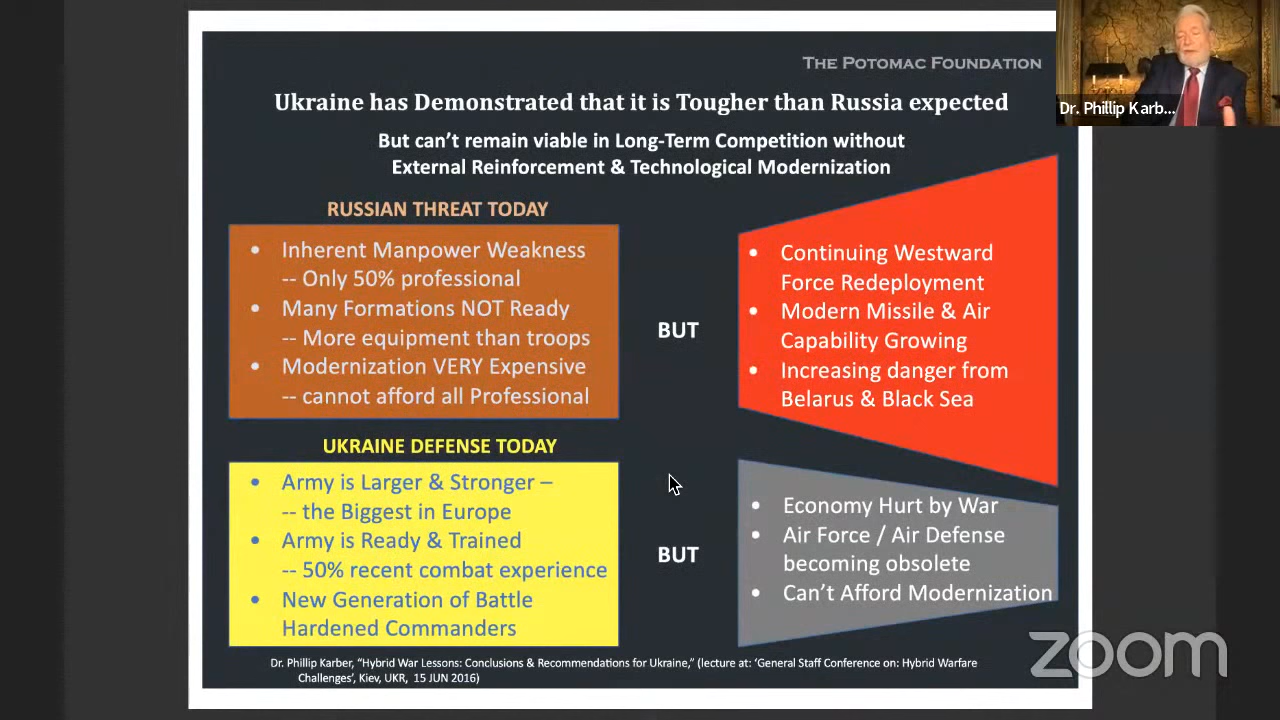 THE POTOMAC FOUNDATION
Dr. Phillip Karb...
Ukraine has Demonstrated that it is Tougher than Russia expected
But can't remain viable in Long-Term Competition without
External Reinforcement & Technological Modernization
RUSSIAN THREAT TODAY
• Inherent Manpower Weakness
-- Only 50% professional
• Many Formations NOT Ready
-- More equipment than troops
• Modernization VERY Expensive
-- cannot afford all Professional
BUT
• Continuing Westward
Force Redeployment
• Modern Missile & Air
Capability Growing
• Increasing danger from
Belarus & Black Sea
UKRAINE DEFENSE TODAY
• Army is Larger & Stronger –
-- the Biggest in Europe
• Army is Ready & Trained
-- 50% recent combat experience
• New Generation of Battle
Hardened Commanders
BUT
• Economy Hurt by War
• Air Force / Air Defense
becoming obsolete
• Can't Afford Modernization
Dr. Phillip Karber, "Hybrid War Lessons: Conclusions & Recommendations for Ukraine," (lecture at: 'General Staff Conference on: Hybrid Warfare
Challenges', Kiev, UKR, 15 JUN 2016)
zoom